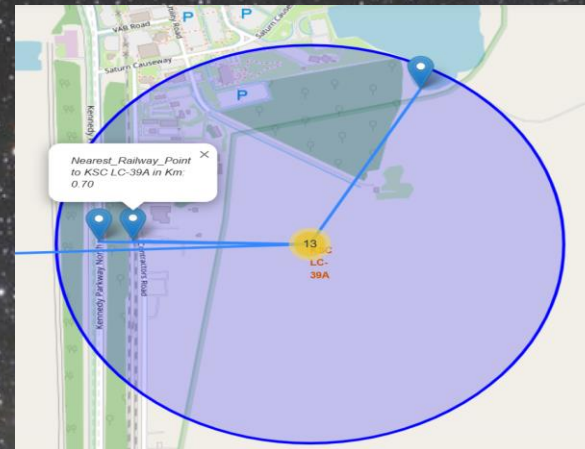 VAB Road
P
P
Saturn Causeway
Saturn Causeway
P
Nearest_Railway_Point
to KSC LC-39A in Km:
0.70
×
Kennedy Parkway North
Contractors Road
13
LC-
39A